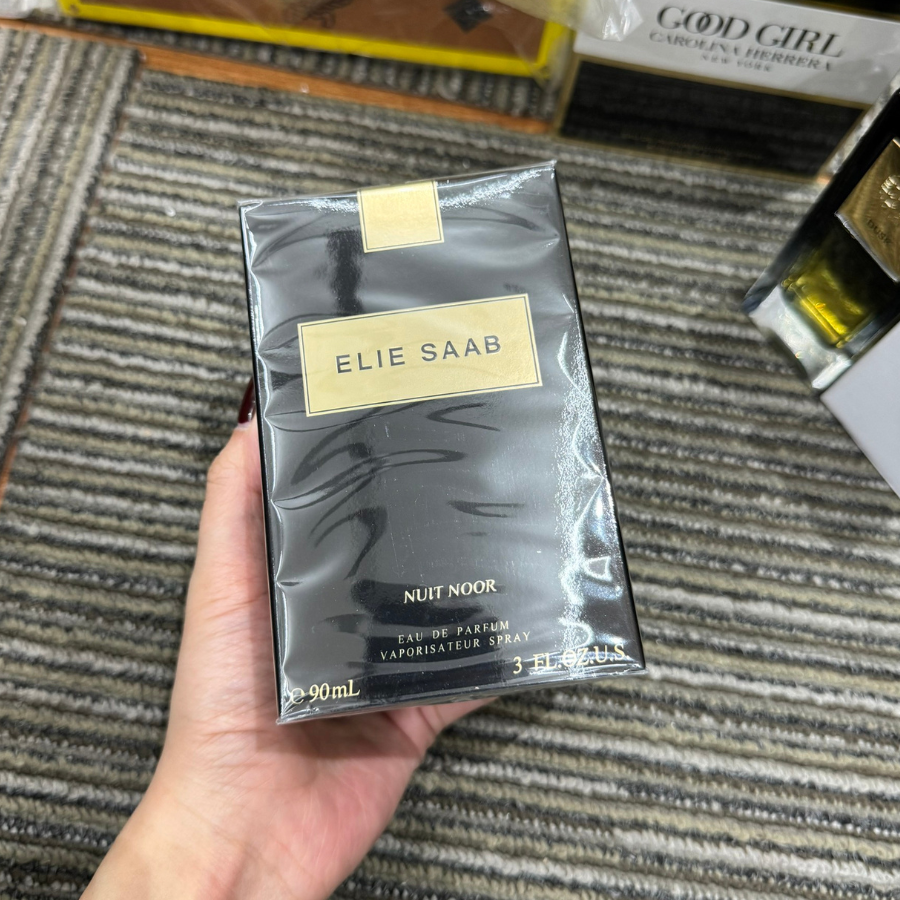 GOOD GIRL
CAROLINA HERRERA
NEW YORK
ELIE SAAB
NUIT NOOR
EAU DE PARFUM
VAPORISATEUR SPRAY
3 FL.OZ.U.S.
℮ 90mL